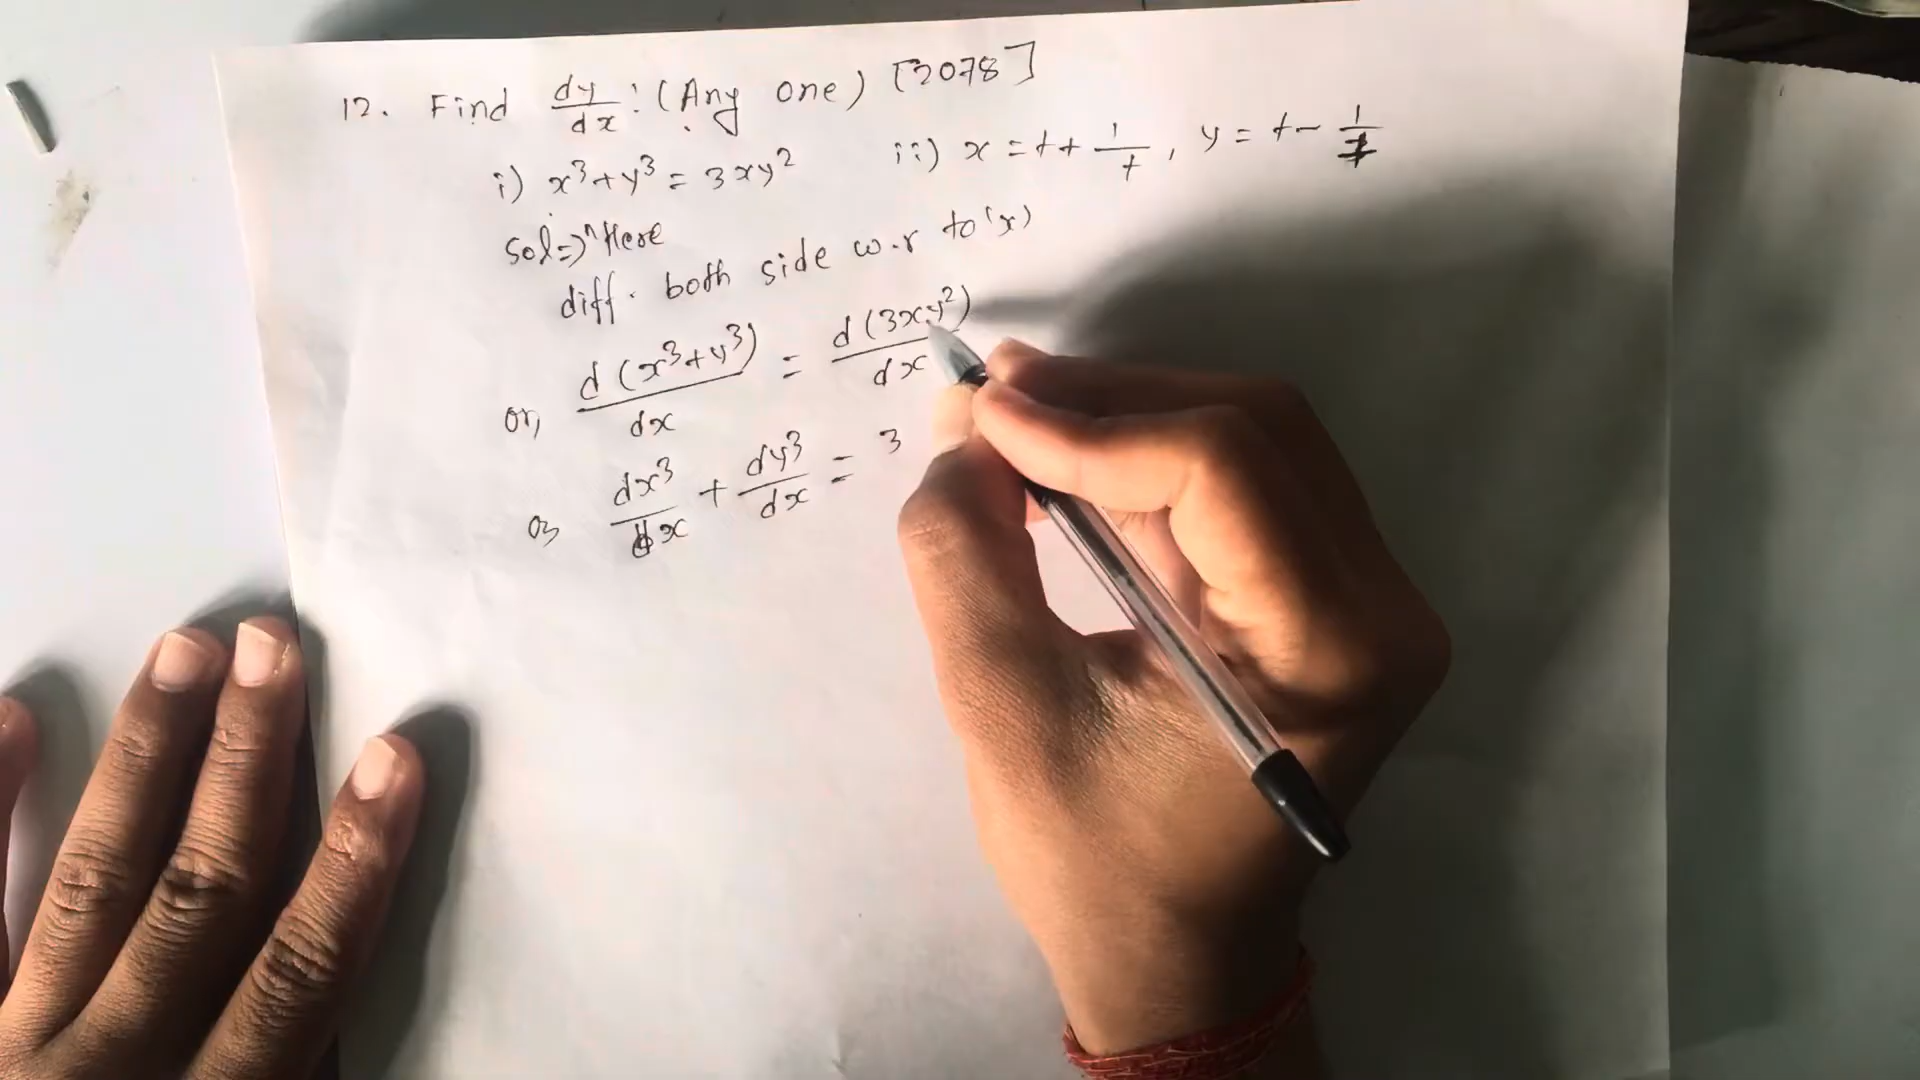 12. Find dy/dx : (Any one) [2078]
i) x³+y³ = 3xy² ii) x = t+ 1/t , y = t- 1/t
solⁿ=> Here
diff. both side w.r to 'x'
or, d(x³+y³)/dx = d(3xy²)/dx
or dx³/dx + dy³/dx = 3